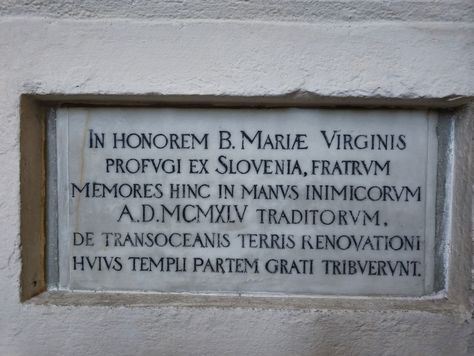 IN HONOREM B. MARIÆ VIRGINIS
PROFVGI EX SLOVENIA, FRATRVM
MEMORES HINC IN MANVS INIMICORVM
A.D.MCMXLV TRADITORVM,
DE TRANSOCEANIS TERRIS RENOVATIONI
HVIVS TEMPLI PARTEM GRATI TRIBVERVNT.